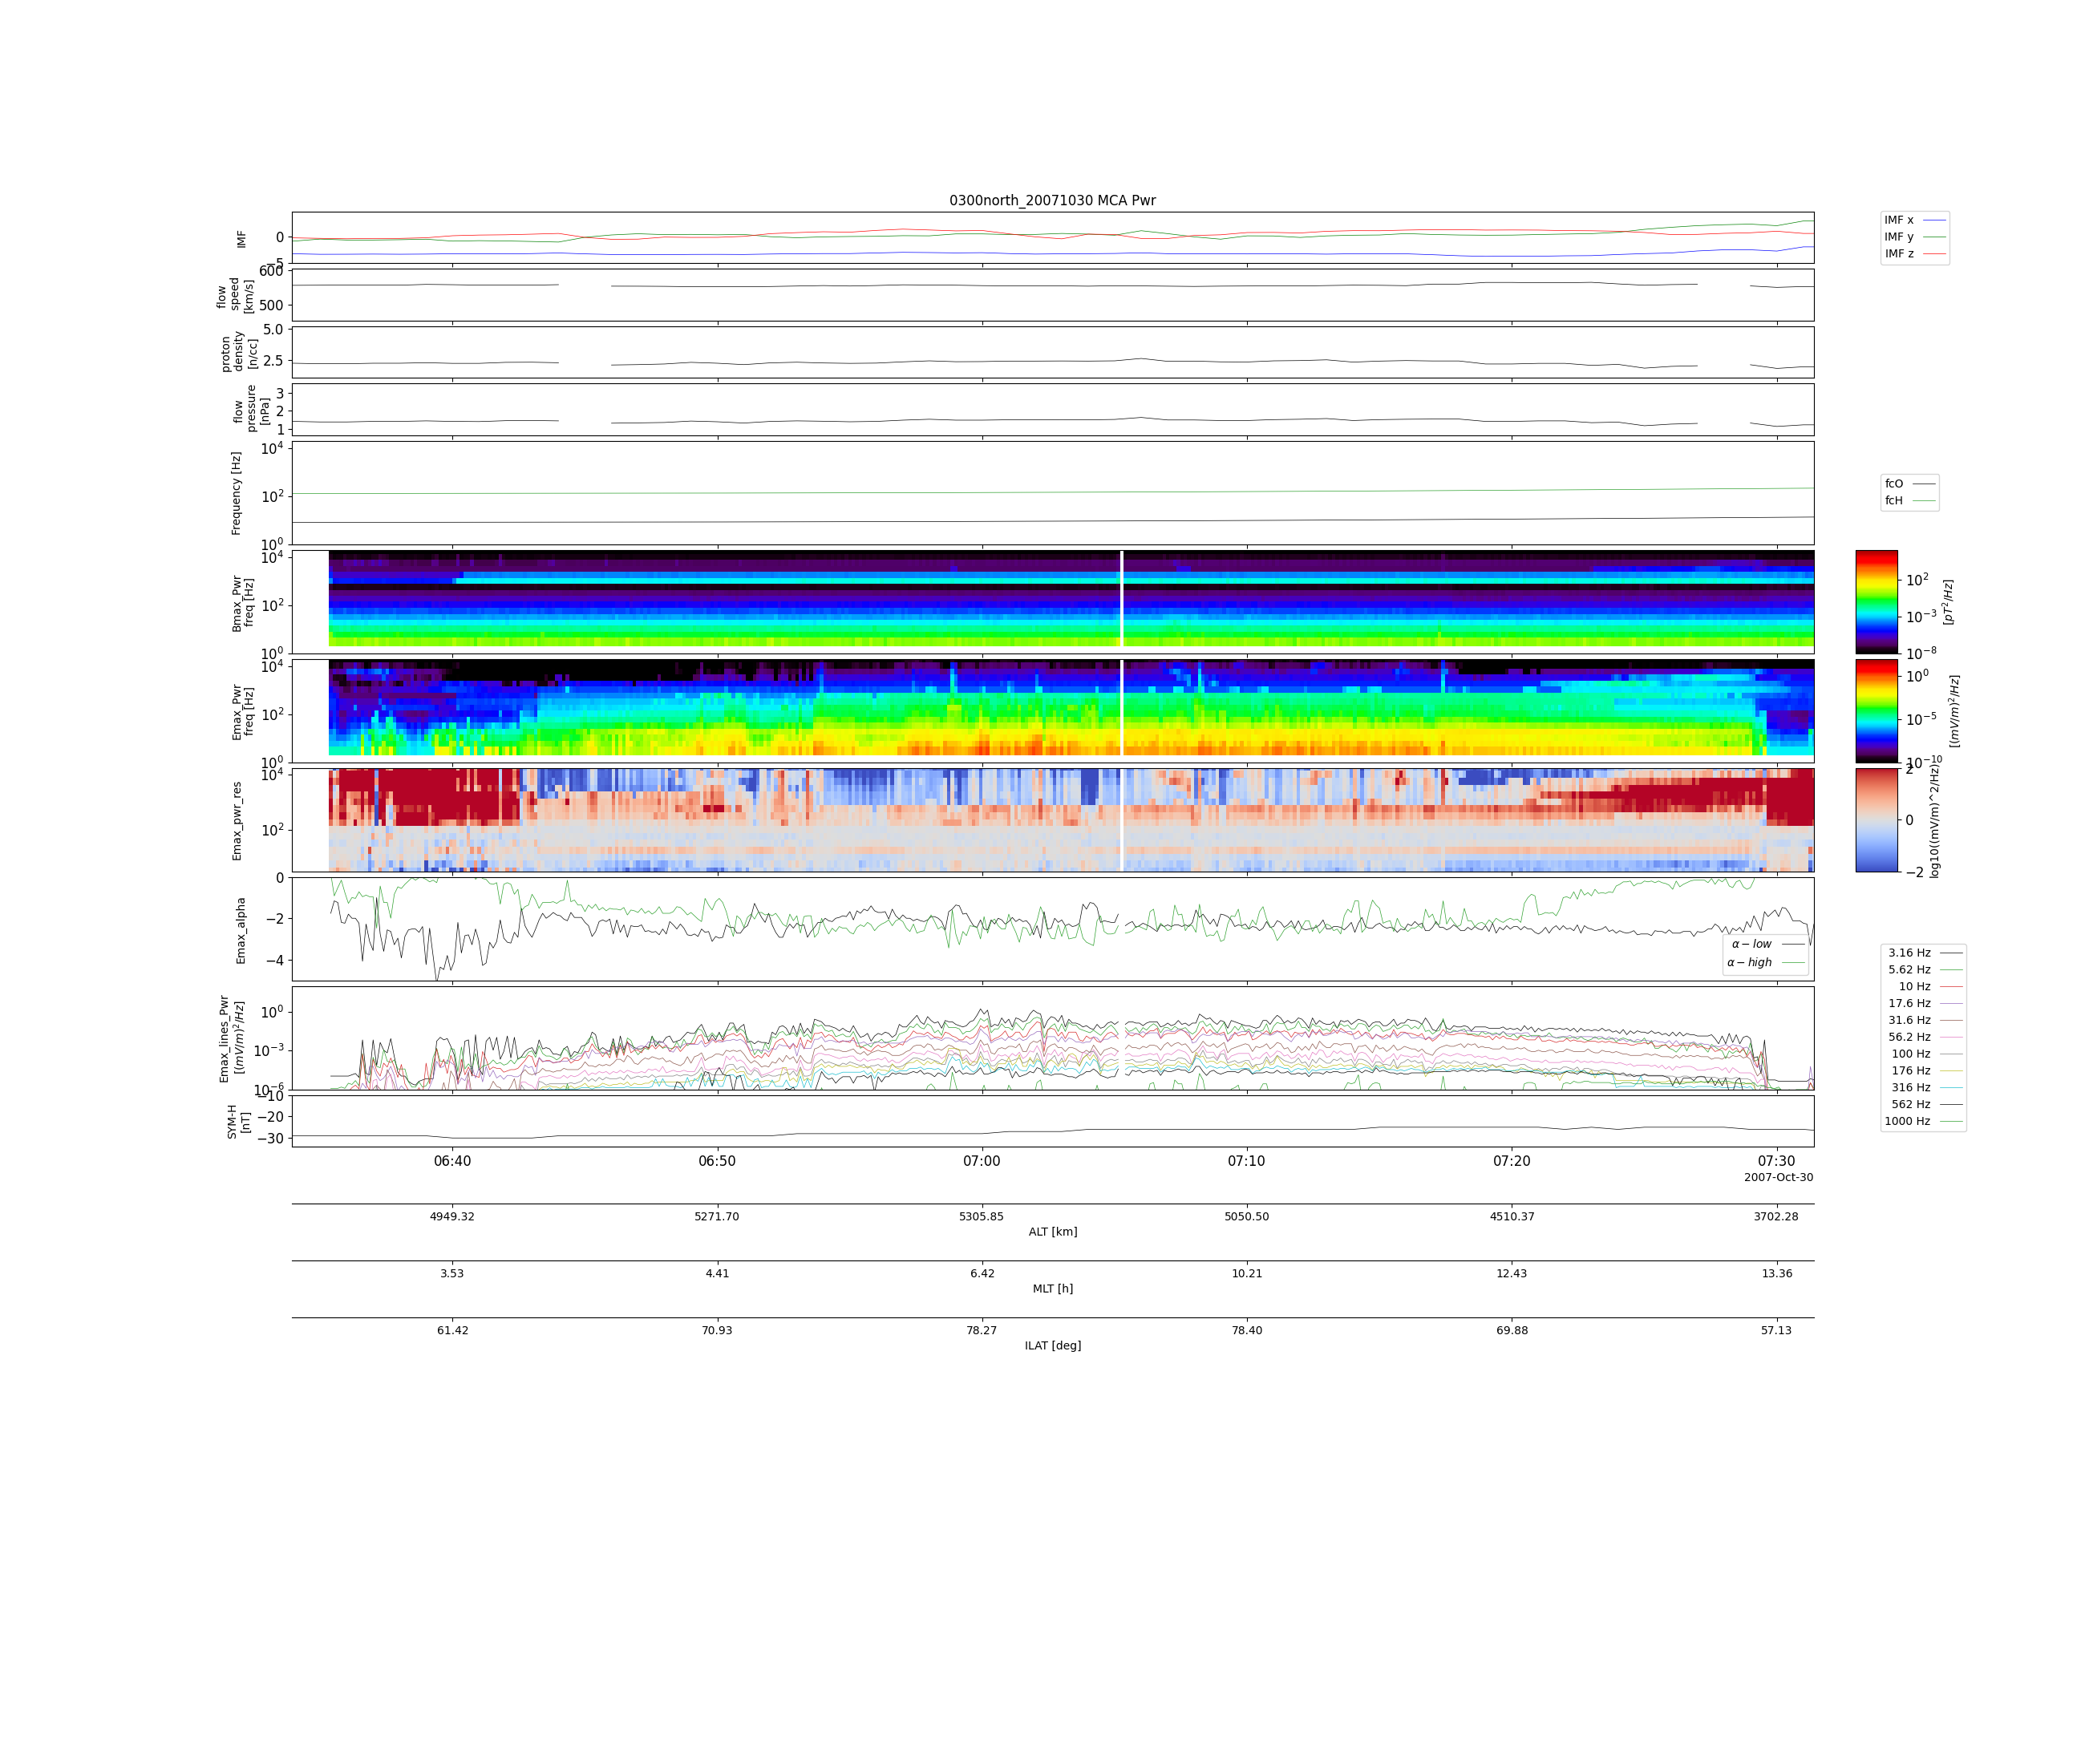 0300north_20071030 MCA Pwr
IMF
0
−5
IMF x
IMF y
IMF z
flow
speed
[km/s]
600
500
proton
density
[n/cc]
5.0
2.5
flow
pressure
[nPa]
3
2
1
Frequency [Hz]
10^4
10^2
10^0
fcO
fcH
Bmax_Pwr
freq [Hz]
10^4
10^2
10^0
10^2
10^−3
10^−8
[pT^2/Hz]
Emax_Pwr
freq [Hz]
10^4
10^2
10^0
10^0
10^−5
10^−10
[(mV/m)^2/Hz]
Emax_pwr_res
10^4
10^2
2
0
−2
log10((mV/m)^2/Hz)
Emax_alpha
0
−2
−4
α − low
α − high
Emax_lines_Pwr
[(mV/m)^2/Hz]
10^0
10^−3
10^−6
3.16 Hz
5.62 Hz
10 Hz
17.6 Hz
31.6 Hz
56.2 Hz
100 Hz
176 Hz
316 Hz
562 Hz
1000 Hz
SYM-H
[nT]
−10
−20
−30
06:40 06:50 07:00 07:10 07:20 07:30
2007-Oct-30
4949.32 5271.70 5305.85 5050.50 4510.37 3702.28
ALT [km]
3.53 4.41 6.42 10.21 12.43 13.36
MLT [h]
61.42 70.93 78.27 78.40 69.88 57.13
ILAT [deg]